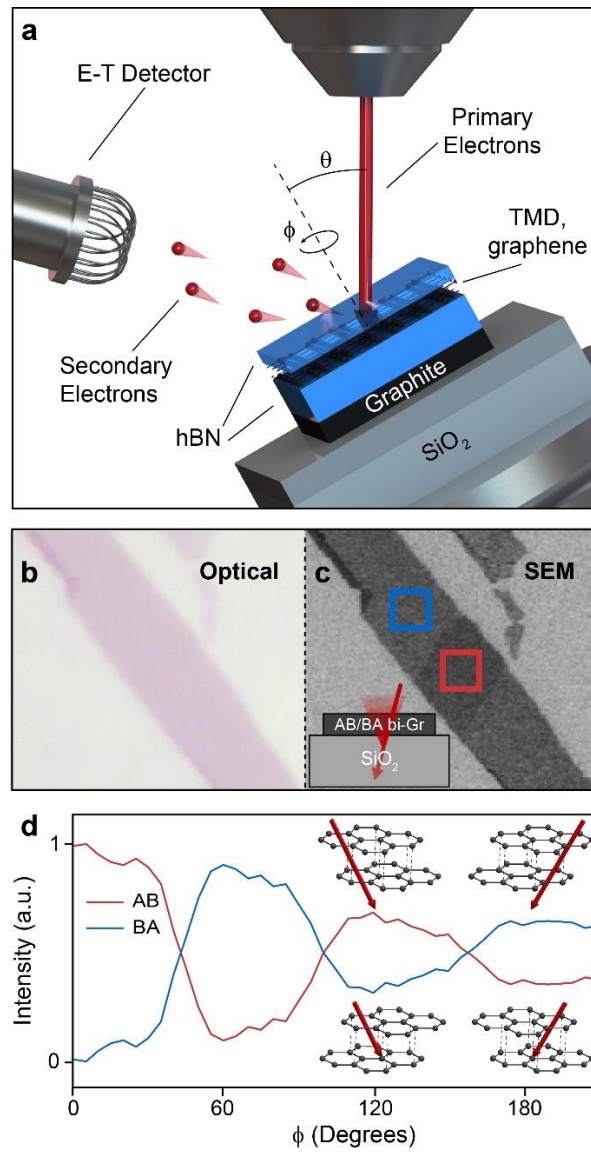 a
E-T Detector
θ
Primary
Electrons
ϕ
TMD,
graphene
Secondary
Electrons
hBN
Graphite
SiO₂
b
Optical
c
SEM
AB/BA bi-Gr
SiO₂
d
1
AB
BA
Intensity (a.u.)
0
0
60
120
180
ϕ (Degrees)